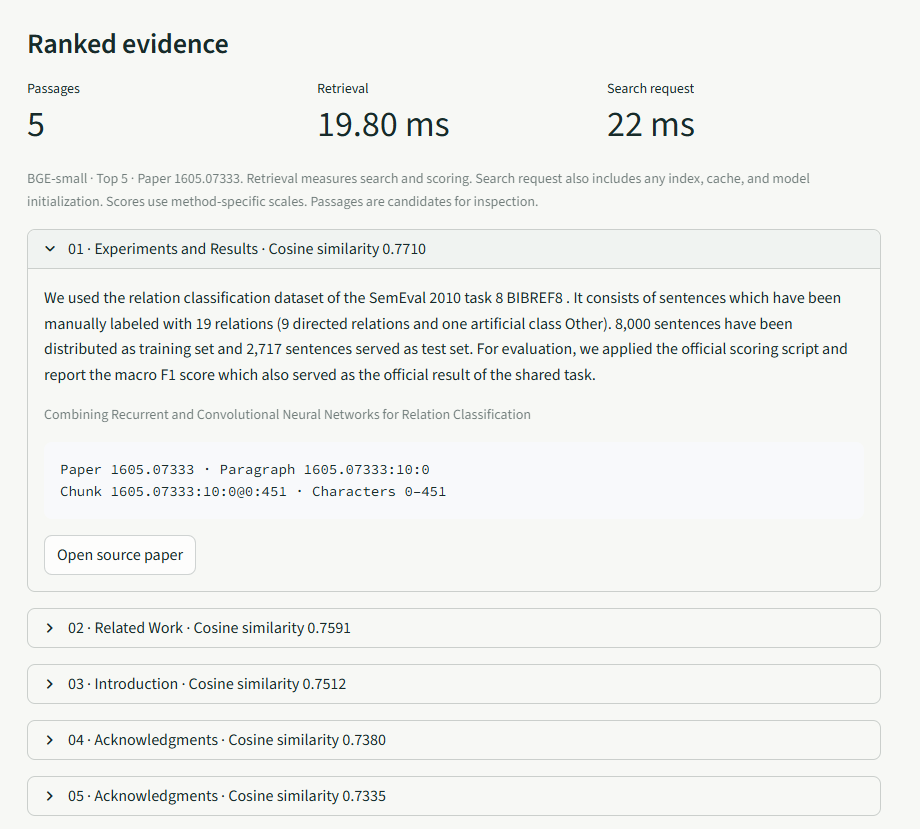 Ranked evidence
Passages
Retrieval
Search request
5
19.80 ms
22 ms
BGE-small · Top 5 · Paper 1605.07333. Retrieval measures search and scoring. Search request also includes any index, cache, and model
initialization. Scores use method-specific scales. Passages are candidates for inspection.
01 · Experiments and Results · Cosine similarity 0.7710
We used the relation classification dataset of the SemEval 2010 task 8 BIBREF8 . It consists of sentences which have been
manually labeled with 19 relations (9 directed relations and one artificial class Other). 8,000 sentences have been
distributed as training set and 2,717 sentences served as test set. For evaluation, we applied the official scoring script and
report the macro F1 score which also served as the official result of the shared task.
Combining Recurrent and Convolutional Neural Networks for Relation Classification
Paper 1605.07333 · Paragraph 1605.07333:10:0
Chunk 1605.07333:10:0@0:451 · Characters 0–451
Open source paper
02 · Related Work · Cosine similarity 0.7591
03 · Introduction · Cosine similarity 0.7512
04 · Acknowledgments · Cosine similarity 0.7380
05 · Acknowledgments · Cosine similarity 0.7335